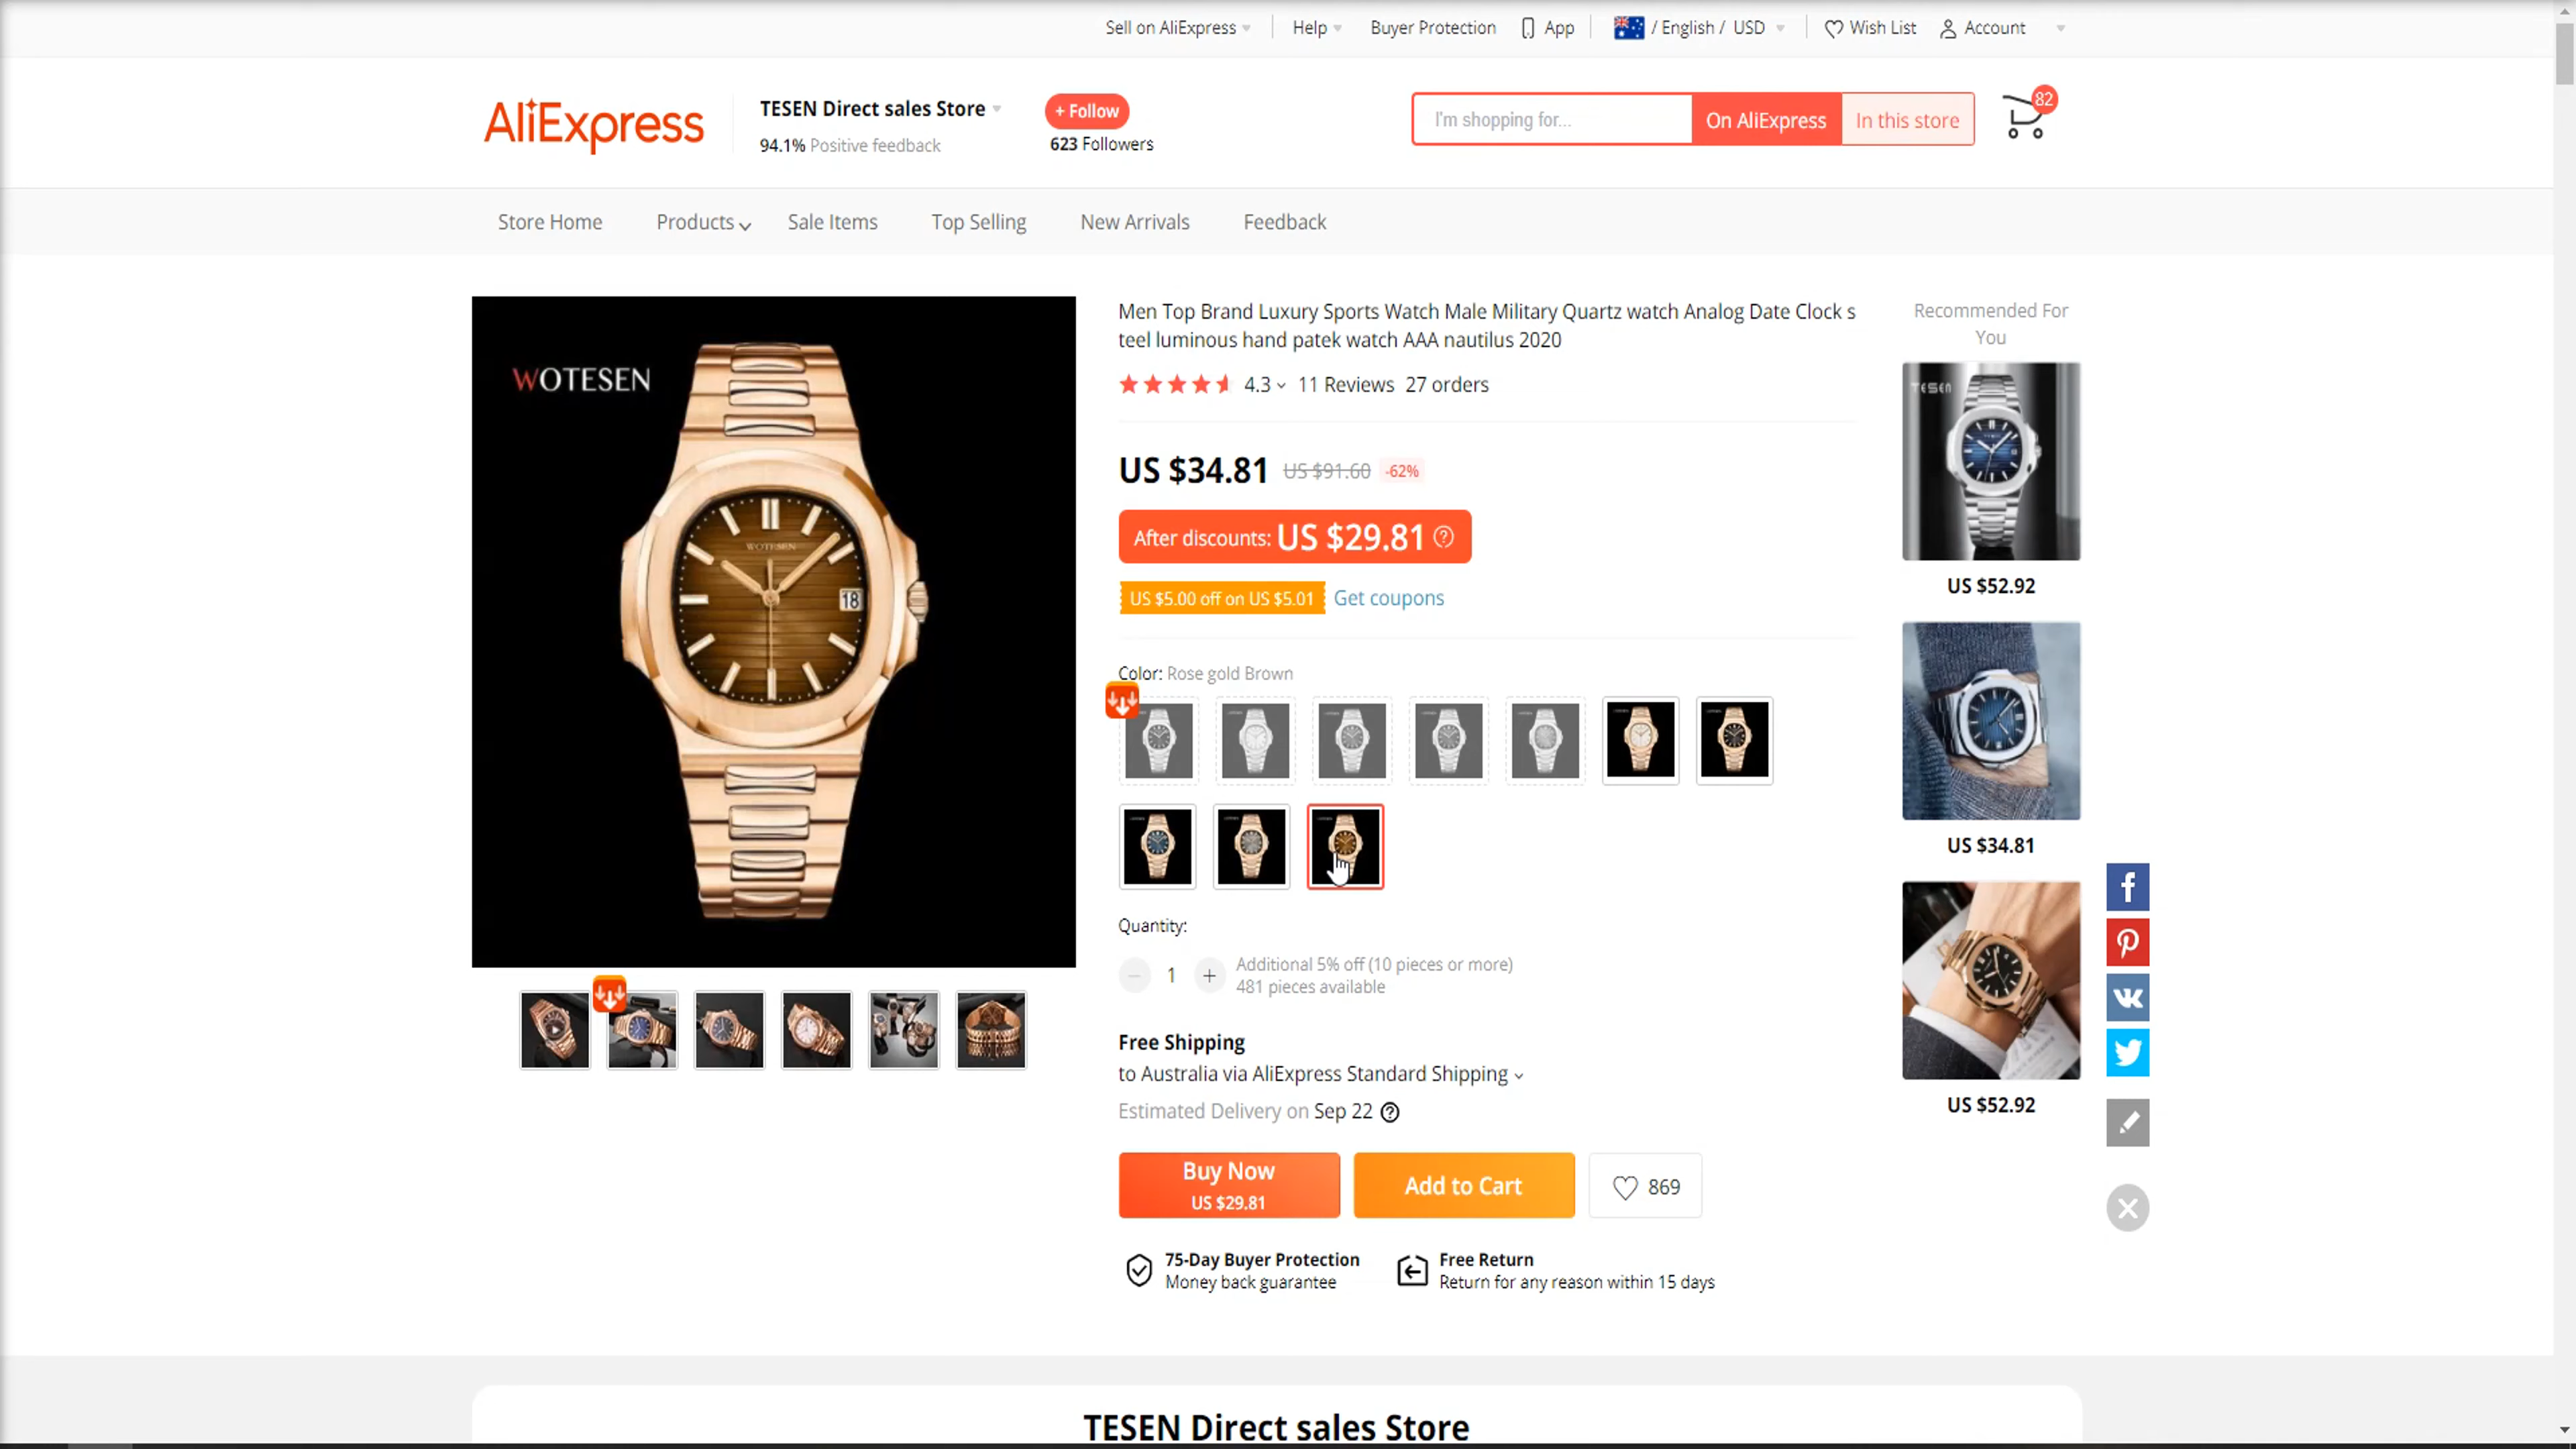 Sell on AliExpress
Help
Buyer Protection
App
/ English / USD
Wish List
Account
AliExpress
TESEN Direct sales Store
94.1% Positive feedback
+ Follow
623 Followers
I'm shopping for...
On AliExpress
In this store
82
Store Home
Products
Sale Items
Top Selling
New Arrivals
Feedback
WOTESEN
WOTESEN
18
Men Top Brand Luxury Sports Watch Male Military Quartz watch Analog Date Clock s
teel luminous hand patek watch AAA nautilus 2020
4.3
11 Reviews
27 orders
US $34.81
US $91.60
-62%
After discounts: US $29.81
US $5.00 off on US $5.01
Get coupons
Color: Rose gold Brown
Quantity:
1
Additional 5% off (10 pieces or more)
481 pieces available
Free Shipping
to Australia via AliExpress Standard Shipping
Estimated Delivery on Sep 22
Buy Now
US $29.81
Add to Cart
869
75-Day Buyer Protection
Money back guarantee
Free Return
Return for any reason within 15 days
Recommended For
You
TESEN
US $52.92
US $34.81
US $52.92
TESEN Direct sales Store